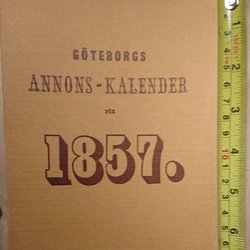 GÖTEBORGS
ANNONS-KALENDER
FÖR
1857.